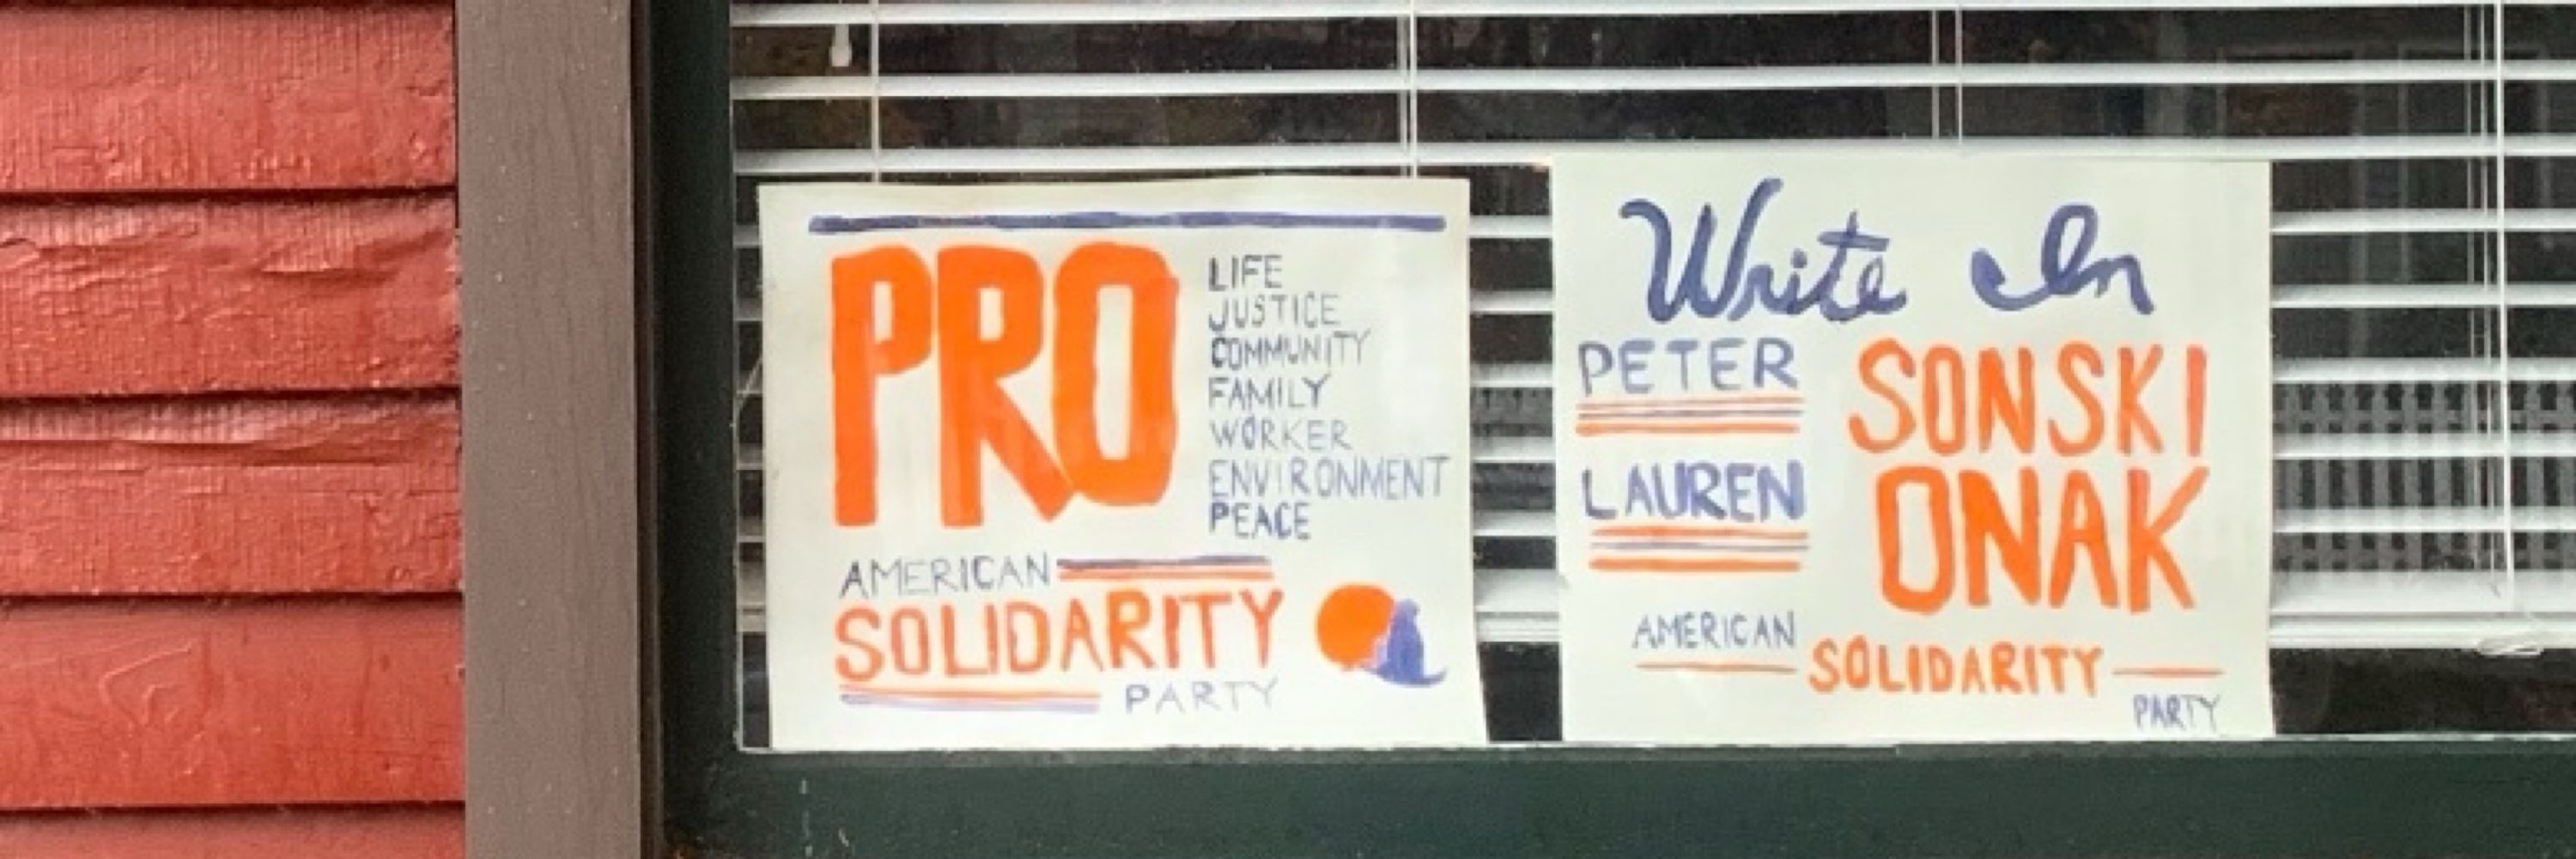 PRO
LIFE
JUSTICE
COMMUNITY
FAMILY
WORKER
ENVIRONMENT
PEACE
AMERICAN
SOLIDARITY
PARTY
Write In
PETER SONSKI
LAUREN ONAK
AMERICAN
SOLIDARITY
PARTY